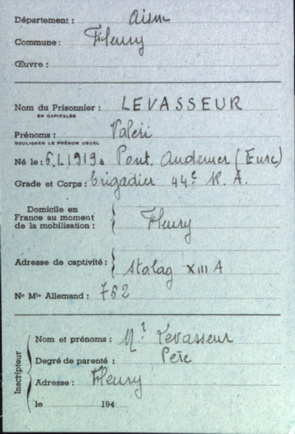 Département : Aisne
Commune : Fleury
Œuvre :
Nom du Prisonnier : LEVASSEUR
EN CAPITALES
Prénoms : Valéri
SOULIGNER LE PRÉNOM USUEL
Né le : 5.1.1919 à Pont. Audemer (Eure)
Grade et Corps : brigadier 44e R. A.
Domicile en
France au moment
de la mobilisation : Fleury
Adresse de captivité : Stalag XIII A
No Mle Allemand : 752
Inscripteur
Nom et prénoms : Mr Levasseur
Degré de parenté : Père
Adresse : Fleury
le 194